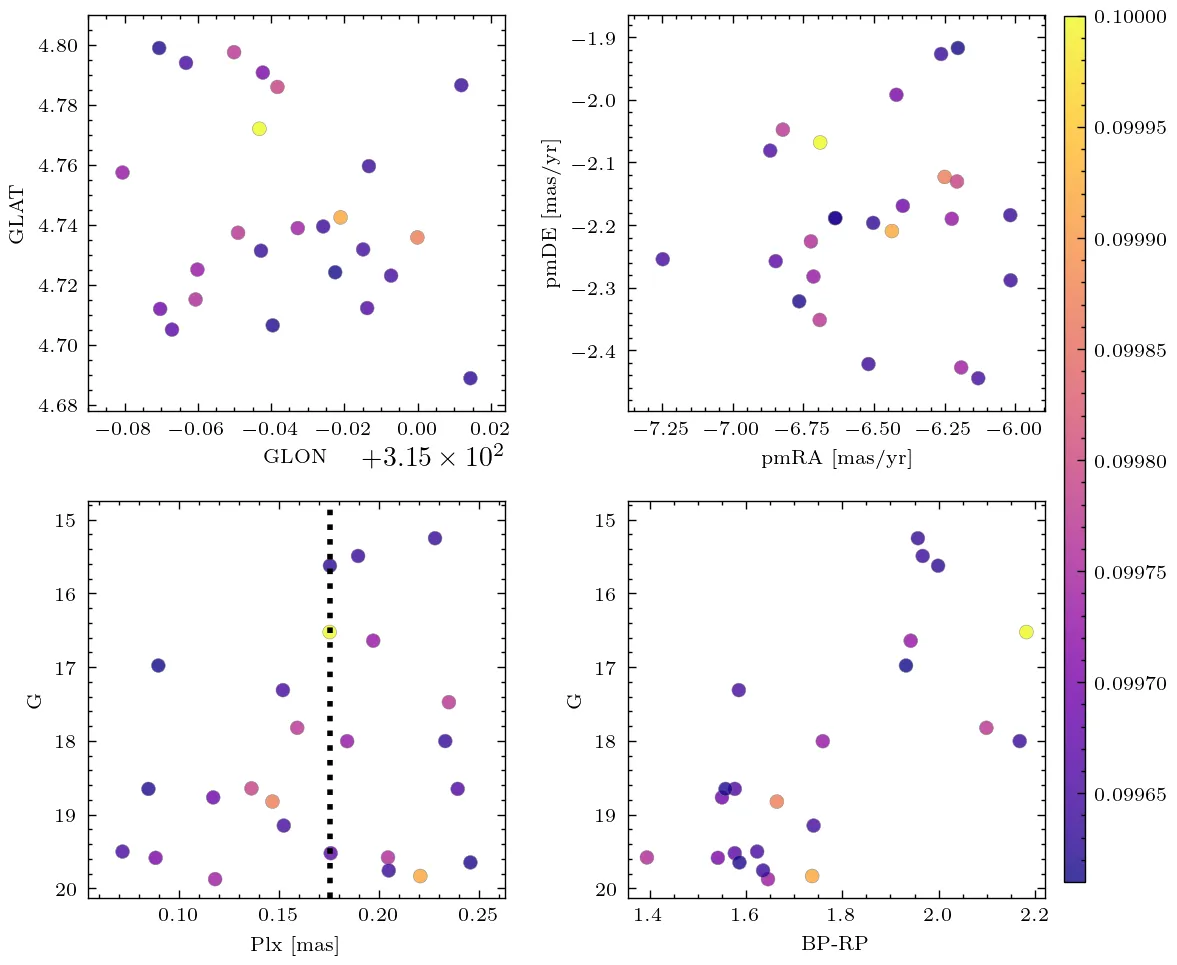 4.80
4.78
4.76
4.74
4.72
4.70
4.68
GLAT
−0.08 −0.06 −0.04 −0.02 0.00 0.02
GLON +3.15 × 10²
−1.9
−2.0
−2.1
−2.2
−2.3
−2.4
pmDE [mas/yr]
−7.25 −7.00 −6.75 −6.50 −6.25 −6.00
pmRA [mas/yr]
15
16
17
18
19
20
G
0.10 0.15 0.20 0.25
Plx [mas]
15
16
17
18
19
20
G
1.4 1.6 1.8 2.0 2.2
BP-RP
0.10000
0.09995
0.09990
0.09985
0.09980
0.09975
0.09970
0.09965